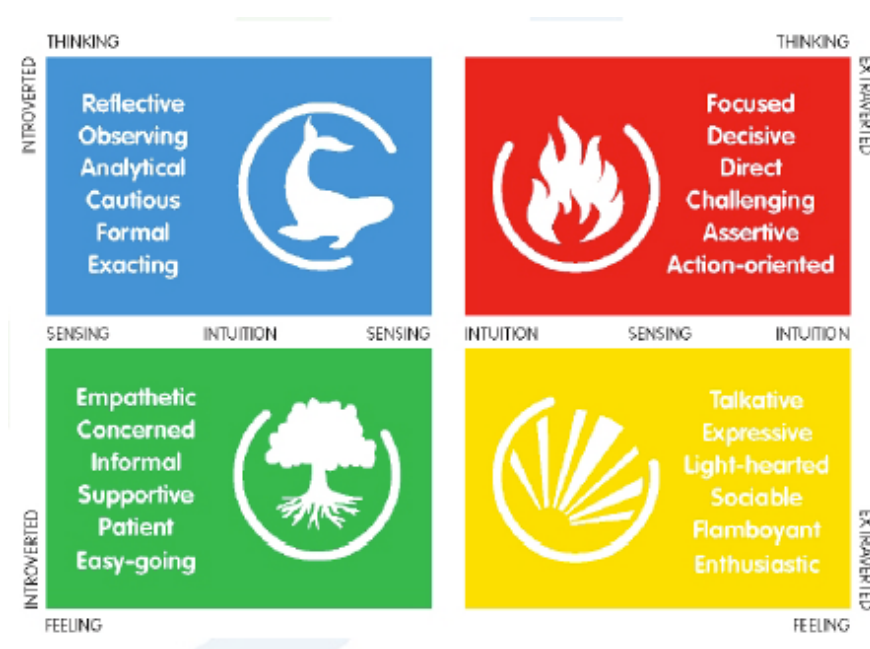 THINKING
THINKING
INTROVERTED
Reflective
Observing
Analytical
Cautious
Formal
Exacting
Focused
Decisive
Direct
Challenging
Assertive
Action-oriented
EXTRAVERTED
SENSING INTUITION SENSING
INTUITION SENSING INTUITION
INTROVERTED
Empathetic
Concerned
Informal
Supportive
Patient
Easy-going
Talkative
Expressive
Light-hearted
Sociable
Flamboyant
Enthusiastic
EXTRAVERTED
FEELING
FEELING